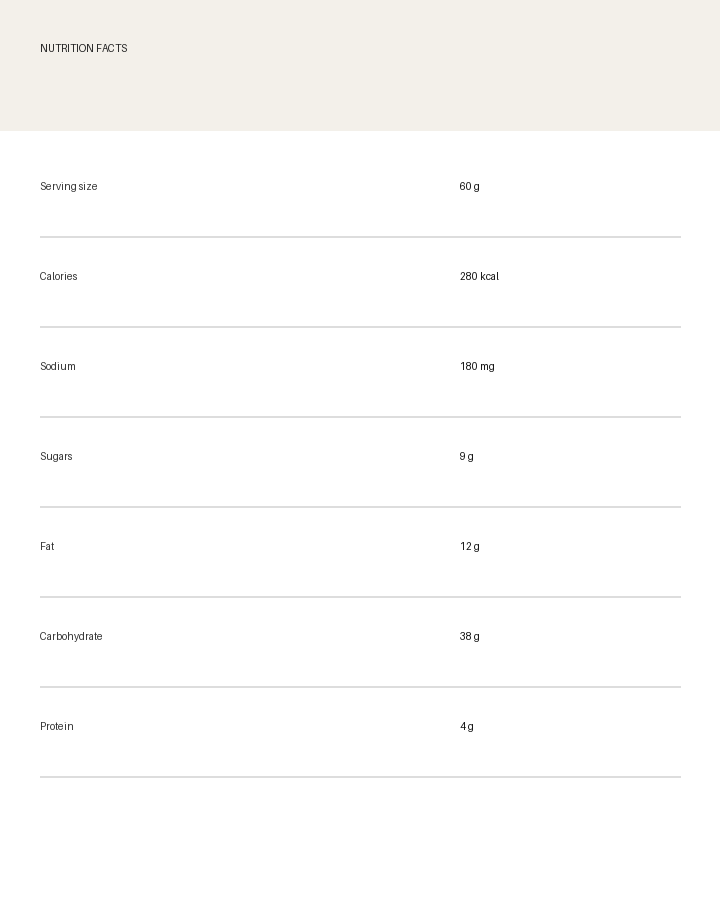 NUTRITION FACTS
Serving size 60 g
Calories 280 kcal
Sodium 180 mg
Sugars 9 g
Fat 12 g
Carbohydrate 38 g
Protein 4 g